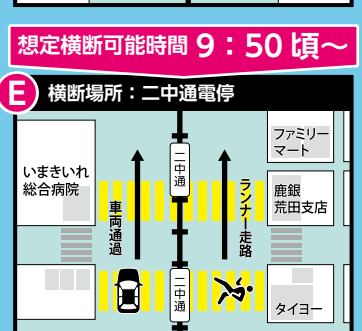 想定横断可能時間 9:50 頃～
E 横断場所：二中通電停
ファミリー
マート
二中通
いまきいれ
総合病院
鹿銀
荒田支店
車両通過
ランナー走路
二中通
タイヨー